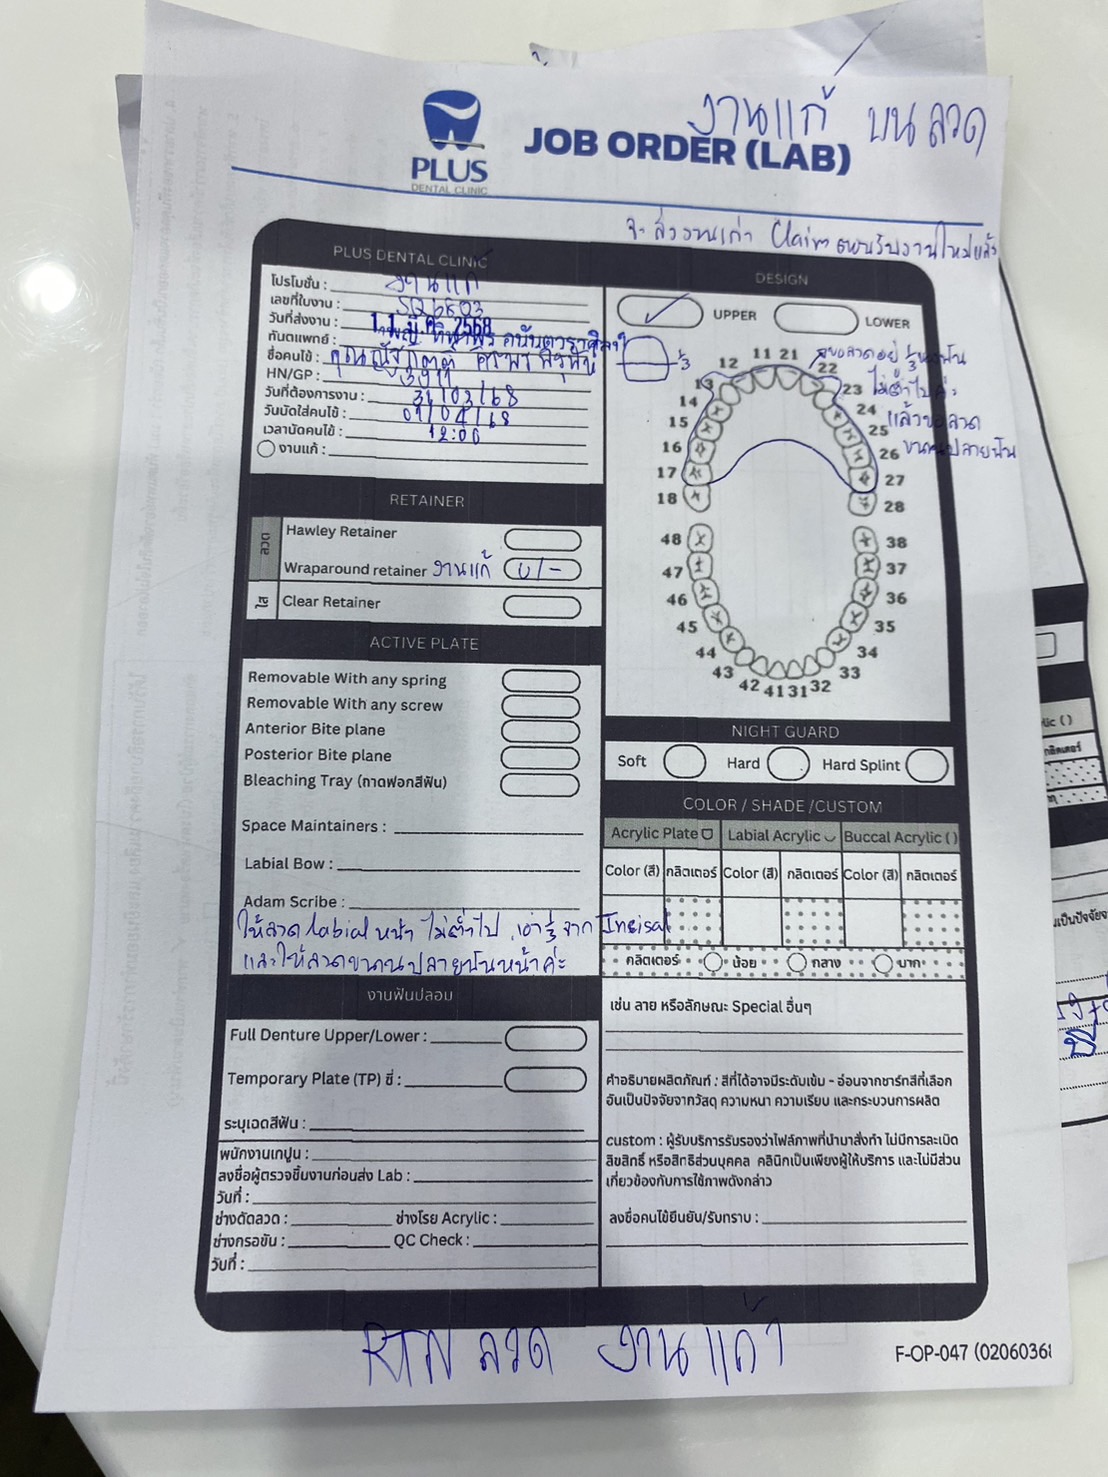 งานแก้ บน ลวด
PLUS
DENTAL CLINIC
JOB ORDER (LAB)
จะส่งงานเก่า Claim ตอนรับงานใหม่แล้ว
PLUS DENTAL CLINIC
โปรโมชั่น : งานแก้
เลขที่ใบงาน : SQ6803
วันที่ส่งงาน : 11 มี.ค. 2568
ทันตแพทย์ :
ชื่อคนไข้ : คุณ
HN/GP : 3911
วันที่ต้องการงาน : 31/03/68
วันนัดใส่คนไข้ : 01/04/68
เวลานัดคนไข้ : 12:00
งานแก้ :
DESIGN
UPPER
LOWER
1/3
ขอลวดอยู่ 1/3 ของฟัน
ไม่ต่ำไปค่ะ
แล้วขอลวด
ขนานปลายฟัน
11 21
12 22
13 23
14 24
15 25
16 26
17 27
18 28
48 38
47 37
46 36
45 35
44 34
43 33
42 41 31 32
RETAINER
ลวด
Hawley Retainer
Wraparound retainer งานแก้ U/-
ใส
Clear Retainer
ACTIVE PLATE
Removable With any spring
Removable With any screw
Anterior Bite plane
Posterior Bite plane
Bleaching Tray (ถาดฟอกสีฟัน)
Space Maintainers :
Labial Bow :
Adam Scribe :
ให้ลวด labial หน้า ไม่ต่ำไป เอา 1/3 จาก Incisal
และให้ลวดขนานปลายฟันหน้าค่ะ
NIGHT GUARD
Soft Hard Hard Splint
COLOR / SHADE /CUSTOM
Acrylic Plate Labial Acrylic Buccal Acrylic ( )
Color (สี) กลิตเตอร์ Color (สี) กลิตเตอร์ Color (สี) กลิตเตอร์
กลิตเตอร์ น้อย กลาง มาก
เช่น ลาย หรือลักษณะ Special อื่นๆ
งานฟันปลอม
Full Denture Upper/Lower :
Temporary Plate (TP) ซี่ :
ระบุเฉดสีฟัน :
พนักงานเทปูน :
ลงชื่อผู้ตรวจชิ้นงานก่อนส่ง Lab :
วันที่ :
ช่างดัดลวด : ช่างโรย Acrylic :
ช่างกรอขัน : QC Check :
วันที่ :
คำอธิบายผลิตภัณฑ์ : สีที่ได้อาจมีระดับเข้ม - อ่อนจากชาร์ทสีที่เลือก
อันเป็นปัจจัยจากวัสดุ ความหนา ความเรียบ และกระบวนการผลิต
custom : ผู้รับบริการรับรองว่าไฟล์ภาพที่นำมาสั่งทำ ไม่มีการละเมิด
ลิขสิทธิ์ หรือสิทธิส่วนบุคคล คลินิกเป็นเพียงผู้ให้บริการ และไม่มีส่วน
เกี่ยวข้องกับการใช้ภาพดังกล่าว
ลงชื่อคนไข้ยืนยัน/รับทราบ :
RTN ลวด งานแก้
F-OP-047 (02060368